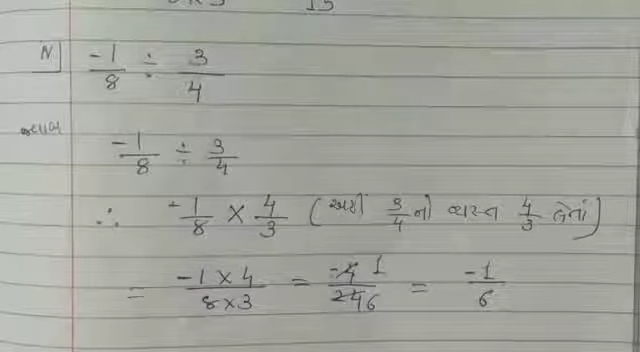 N] -1/8 ÷ 3/4
જવાબ
-1/8 ÷ 3/4
∴ -1/8 × 4/3 (અહીં 3/4 નો વ્યસ્ત 4/3 લેતાં)
= -1×4/8×3 = -4 1/24 6 = -1/6